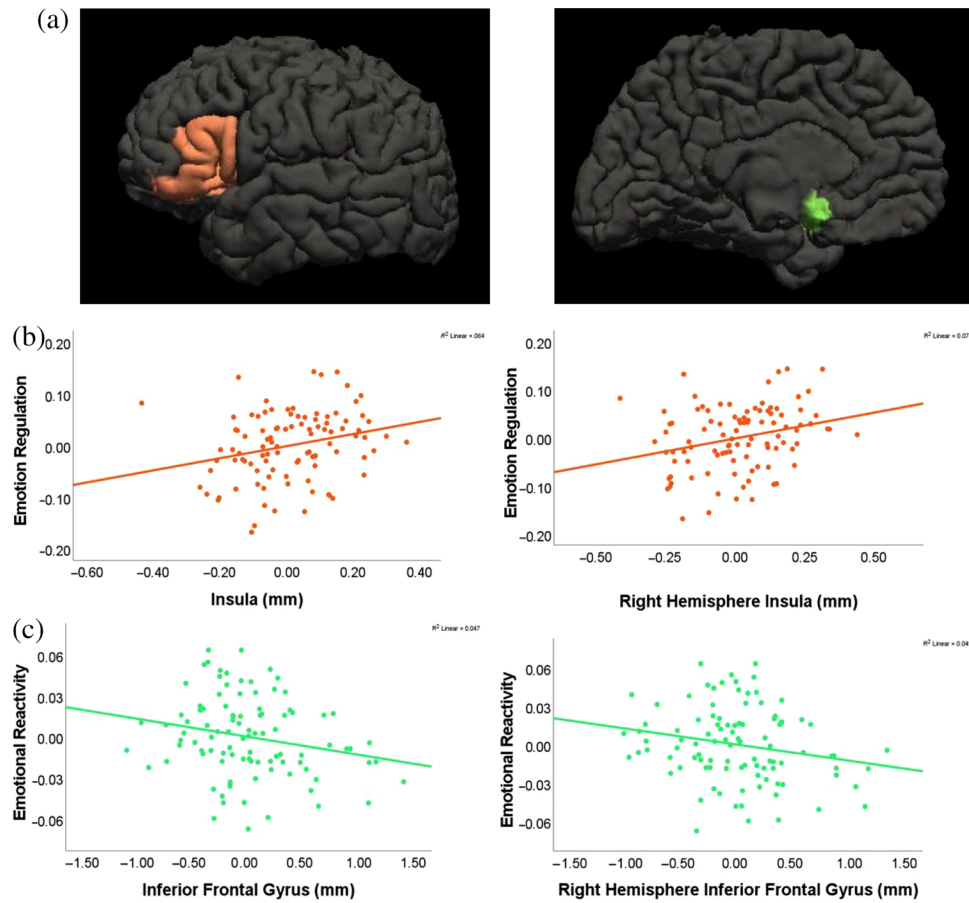 (a)
(b)
R² Linear = .064
0.20
0.10
0.00
−0.10
−0.20
Emotion Regulation
−0.60 −0.40 −0.20 0.00 0.20 0.40
Insula (mm)
R² Linear = 0.07
0.20
0.10
0.00
−0.10
−0.20
Emotion Regulation
−0.50 0.00 0.50
Right Hemisphere Insula (mm)
(c)
R² Linear = 0.047
0.06
0.03
0.00
−0.03
−0.06
Emotional Reactivity
−1.50 −1.00 −0.50 0.00 0.50 1.00 1.50
Inferior Frontal Gyrus (mm)
R² Linear = 0.04
0.06
0.03
0.00
−0.03
−0.06
Emotional Reactivity
−1.50 −1.00 −0.50 0.00 0.50 1.00 1.50
Right Hemisphere Inferior Frontal Gyrus (mm)